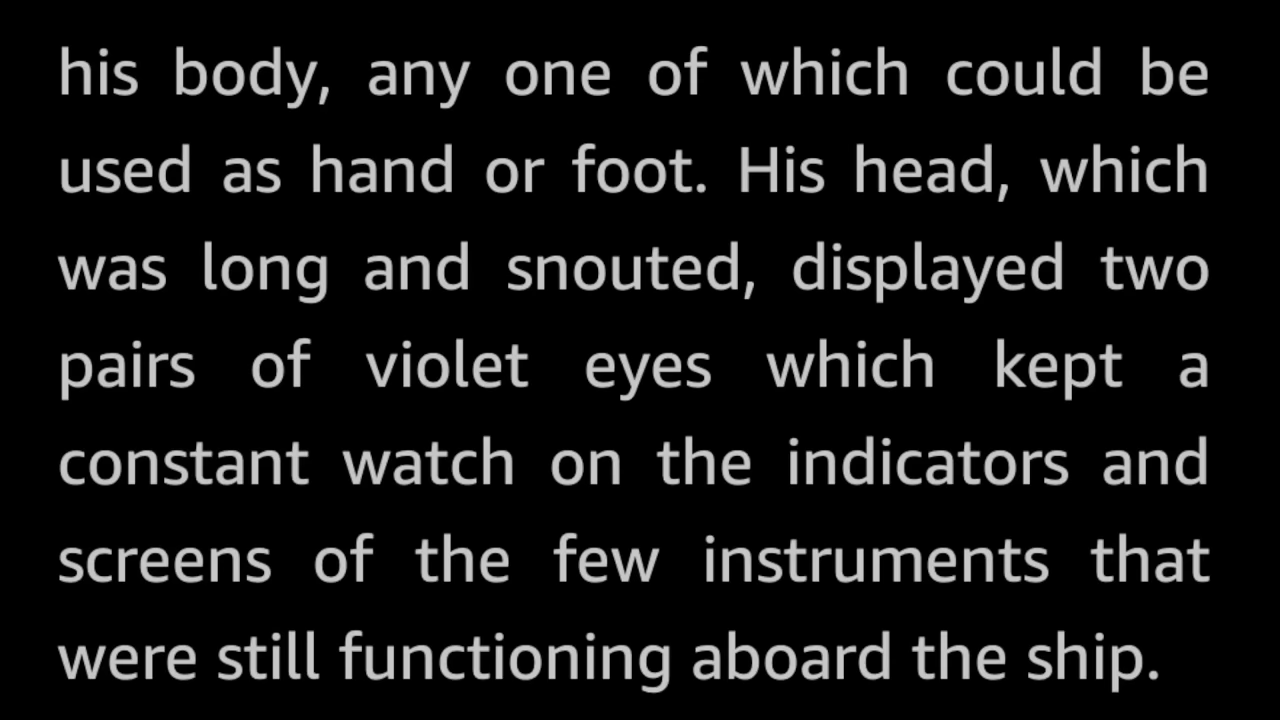 his body, any one of which could be
used as hand or foot. His head, which
was long and snouted, displayed two
pairs of violet eyes which kept a
constant watch on the indicators and
screens of the few instruments that
were still functioning aboard the ship.